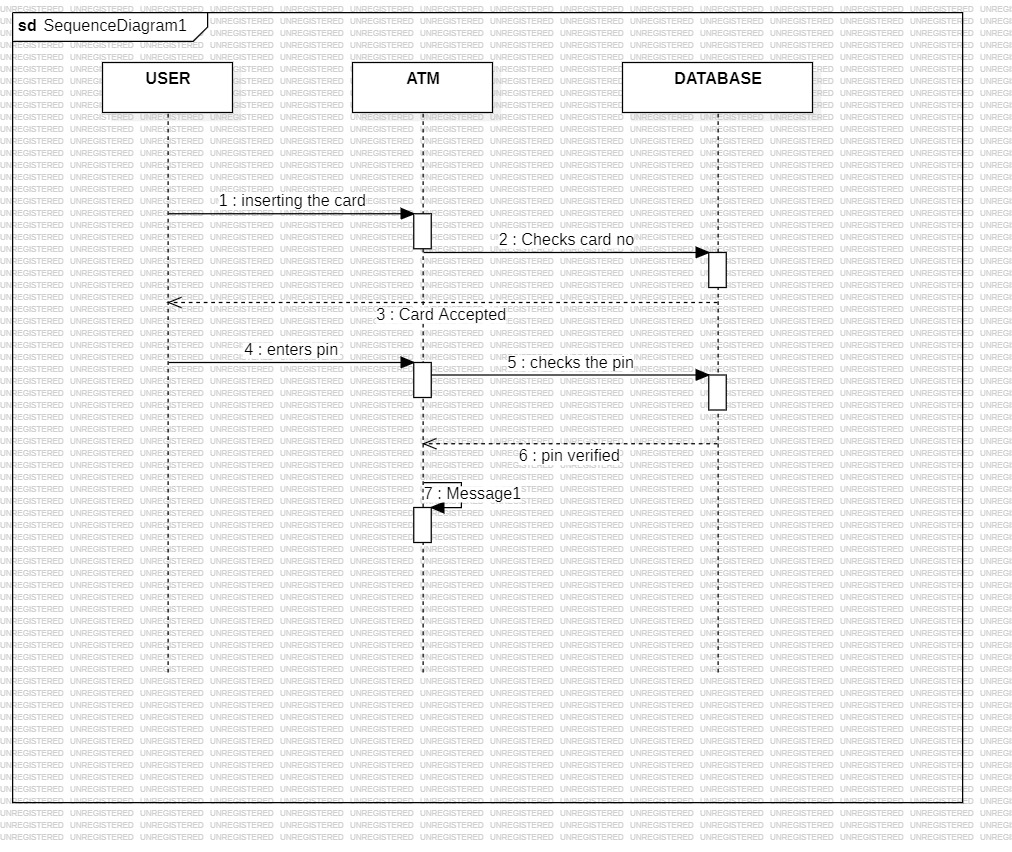 sd SequenceDiagram1
USER
ATM
DATABASE
1 : inserting the card
2 : Checks card no
3 : Card Accepted
4 : enters pin
5 : checks the pin
6 : pin verified
7 : Message1
UNREGISTERED